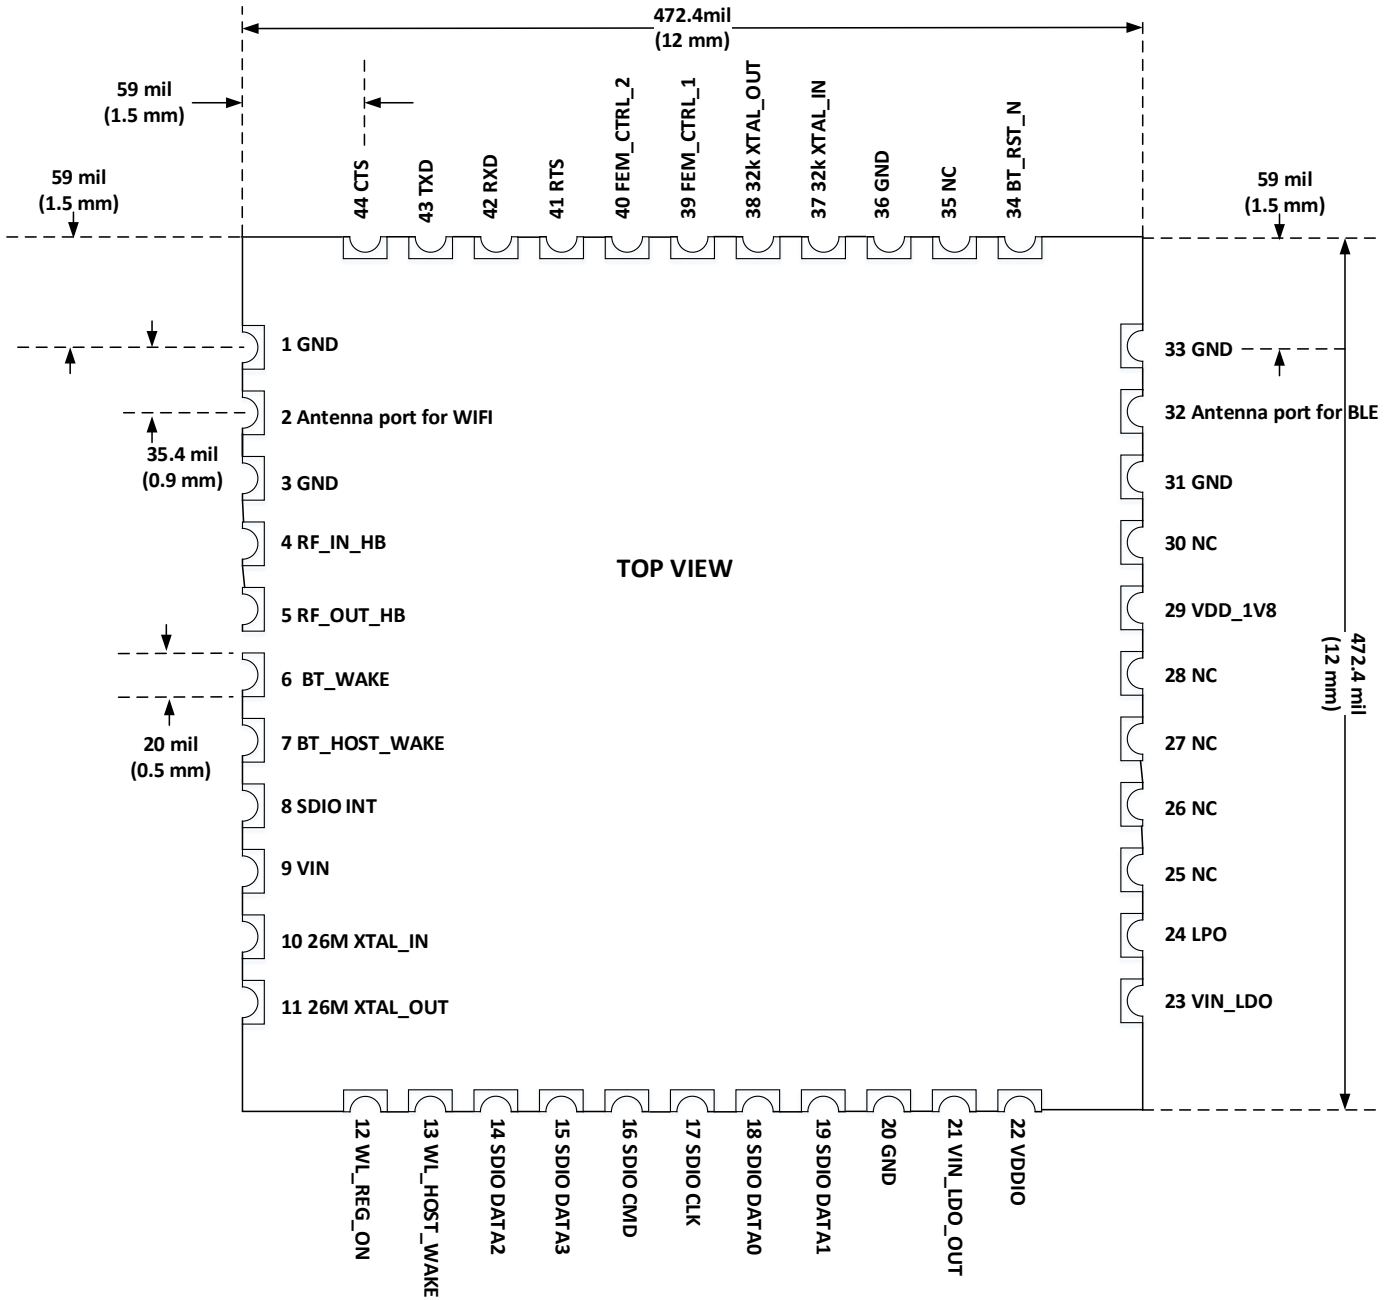 472.4mil
(12 mm)
59 mil
(1.5 mm)
59 mil
(1.5 mm)
44 CTS
43 TXD
42 RXD
41 RTS
40 FEM_CTRL_2
39 FEM_CTRL_1
38 32k XTAL_OUT
37 32k XTAL_IN
36 GND
35 NC
34 BT_RST_N
59 mil
(1.5 mm)
1 GND
2 Antenna port for WIFI
35.4 mil
(0.9 mm)
3 GND
4 RF_IN_HB
5 RF_OUT_HB
6 BT_WAKE
20 mil
(0.5 mm)
7 BT_HOST_WAKE
8 SDIO INT
9 VIN
10 26M XTAL_IN
11 26M XTAL_OUT
TOP VIEW
33 GND
32 Antenna port for BLE
31 GND
30 NC
29 VDD_1V8
28 NC
27 NC
26 NC
25 NC
24 LPO
23 VIN_LDO
472.4 mil
(12 mm)
12 WL_REG_ON
13 WL_HOST_WAKE
14 SDIO DATA2
15 SDIO DATA3
16 SDIO CMD
17 SDIO CLK
18 SDIO DATA0
19 SDIO DATA1
20 GND
21 VIN_LDO_OUT
22 VDDIO